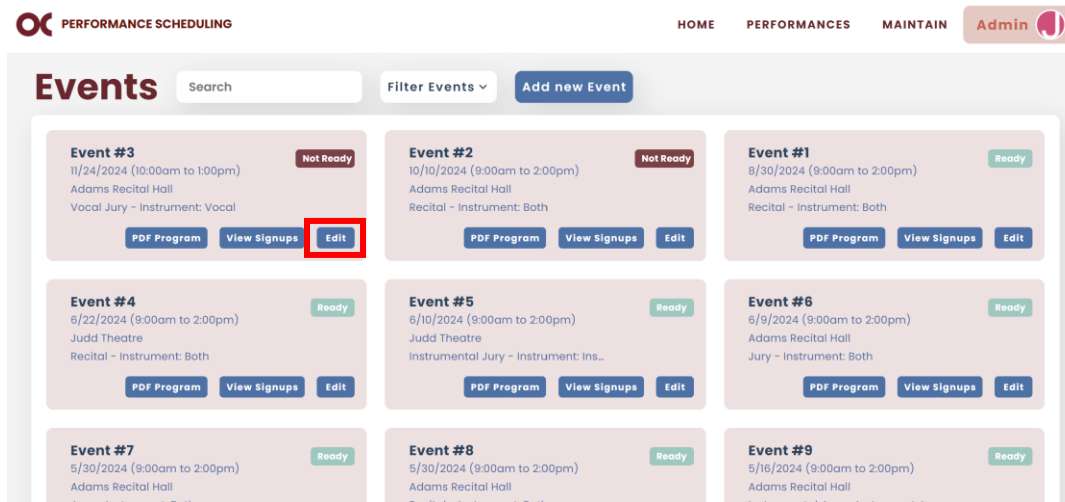 OC PERFORMANCE SCHEDULING
HOME PERFORMANCES MAINTAIN Admin J
Events Search Filter Events Add new Event
Event #3
Not Ready
11/24/2024 (10:00am to 1:00pm)
Adams Recital Hall
Vocal Jury - Instrument: Vocal
PDF Program View Signups Edit
Event #2
Not Ready
10/10/2024 (9:00am to 2:00pm)
Adams Recital Hall
Recital - Instrument: Both
PDF Program View Signups Edit
Event #1
Ready
8/30/2024 (9:00am to 2:00pm)
Adams Recital Hall
Recital - Instrument: Both
PDF Program View Signups Edit
Event #4
Ready
6/22/2024 (9:00am to 2:00pm)
Judd Theatre
Recital - Instrument: Both
PDF Program View Signups Edit
Event #5
Ready
6/10/2024 (9:00am to 2:00pm)
Judd Theatre
Instrumental Jury - Instrument: Ins...
PDF Program View Signups Edit
Event #6
Ready
6/9/2024 (9:00am to 2:00pm)
Adams Recital Hall
Jury - Instrument: Both
PDF Program View Signups Edit
Event #7
Ready
5/30/2024 (9:00am to 2:00pm)
Adams Recital Hall
Event #8
Ready
5/30/2024 (9:00am to 2:00pm)
Adams Recital Hall
Event #9
Ready
5/16/2024 (9:00am to 2:00pm)
Adams Recital Hall